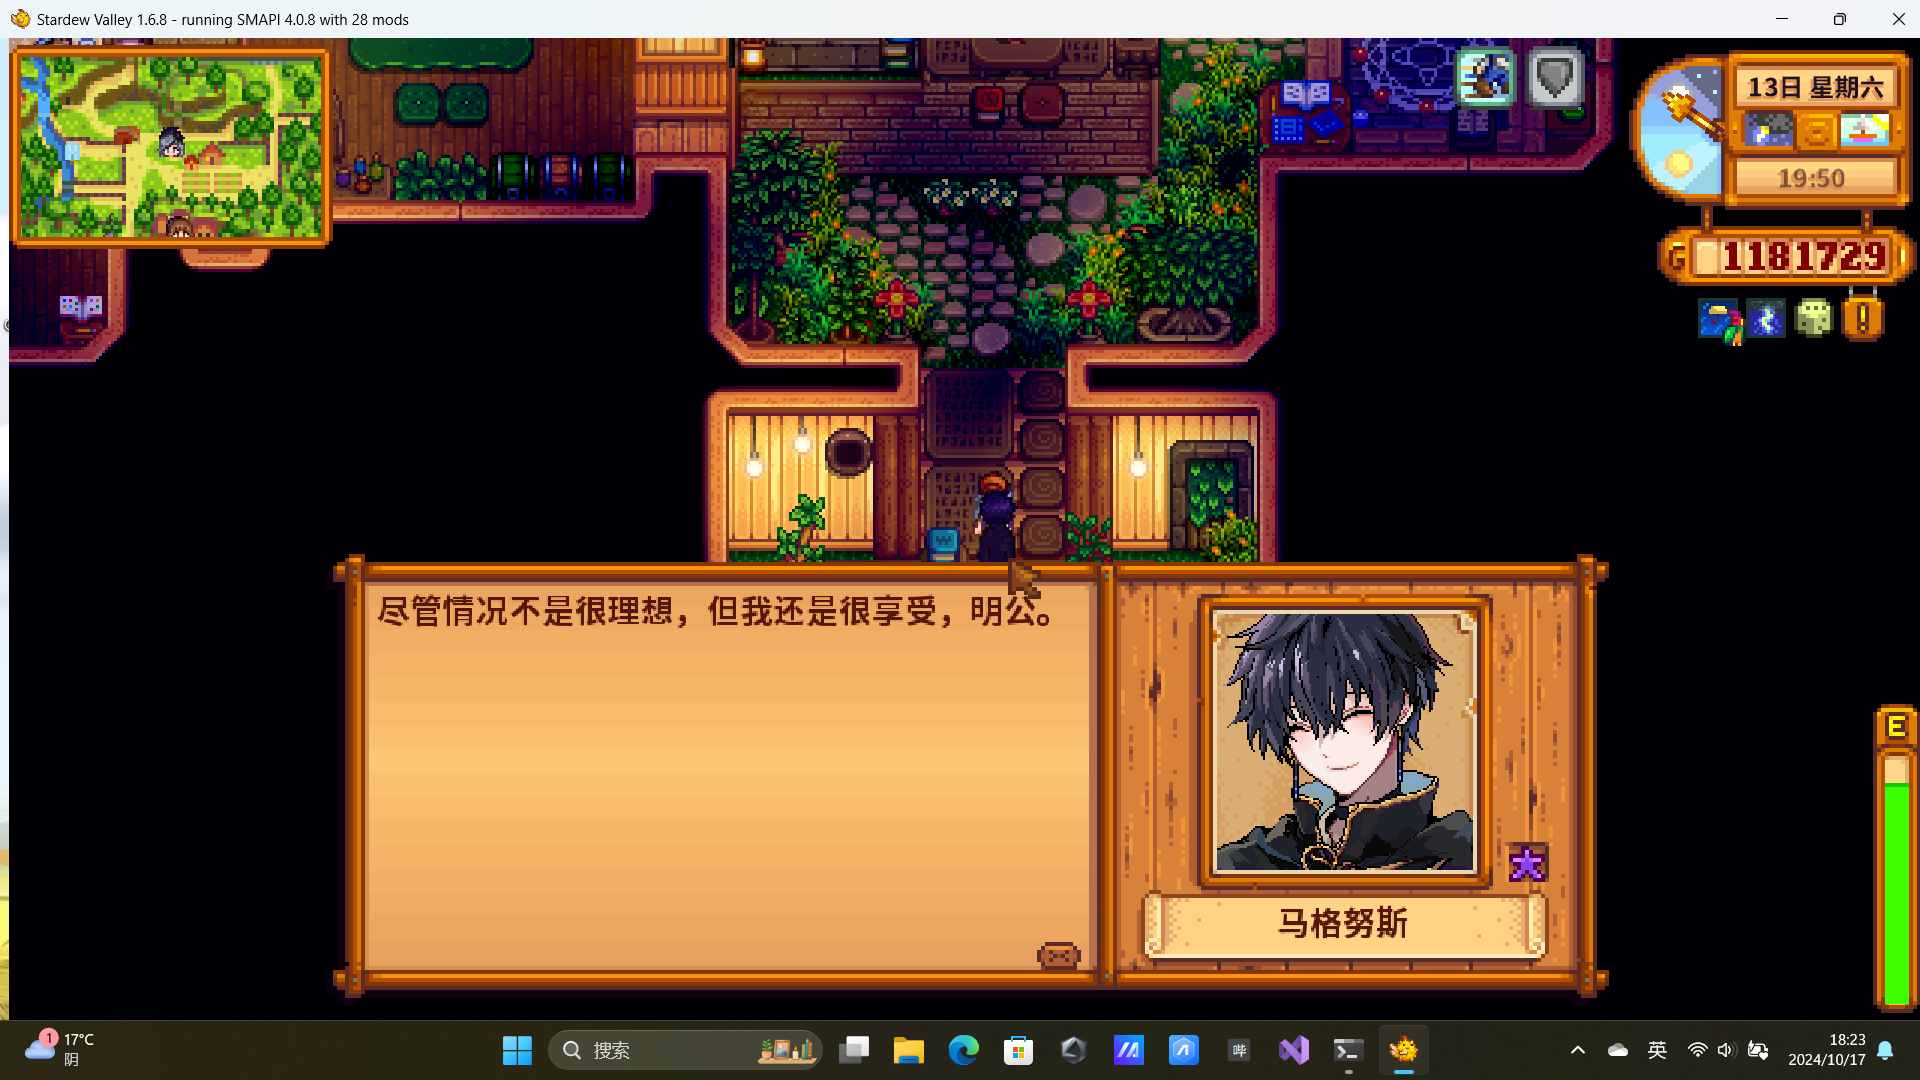 Stardew Valley 1.6.8 - running SMAPI 4.0.8 with 28 mods
13日 星期六
19:50
G 1181729
尽管情况不是很理想，但我还是很享受，明公。
马格努斯
E
1
17°C
阴
搜索
哔
英
18:23
2024/10/17